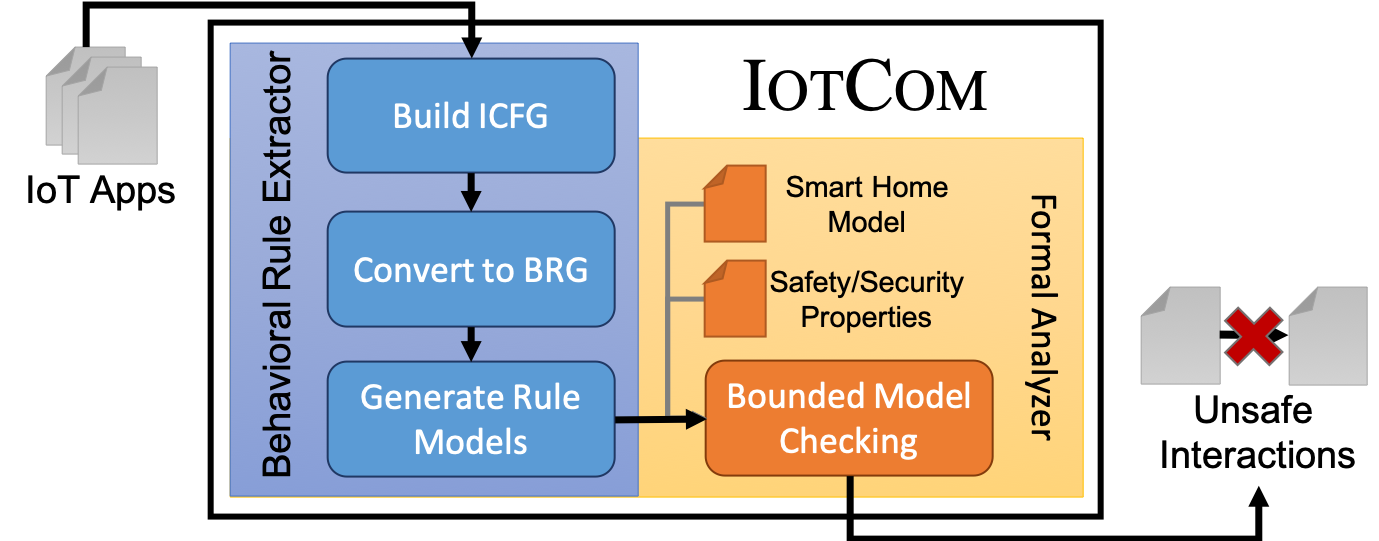 IoT Apps
Behavioral Rule Extractor
Build ICFG
Convert to BRG
Generate Rule
Models
IOTCOM
Smart Home
Model
Safety/Security
Properties
Bounded Model
Checking
Formal Analyzer
Unsafe
Interactions